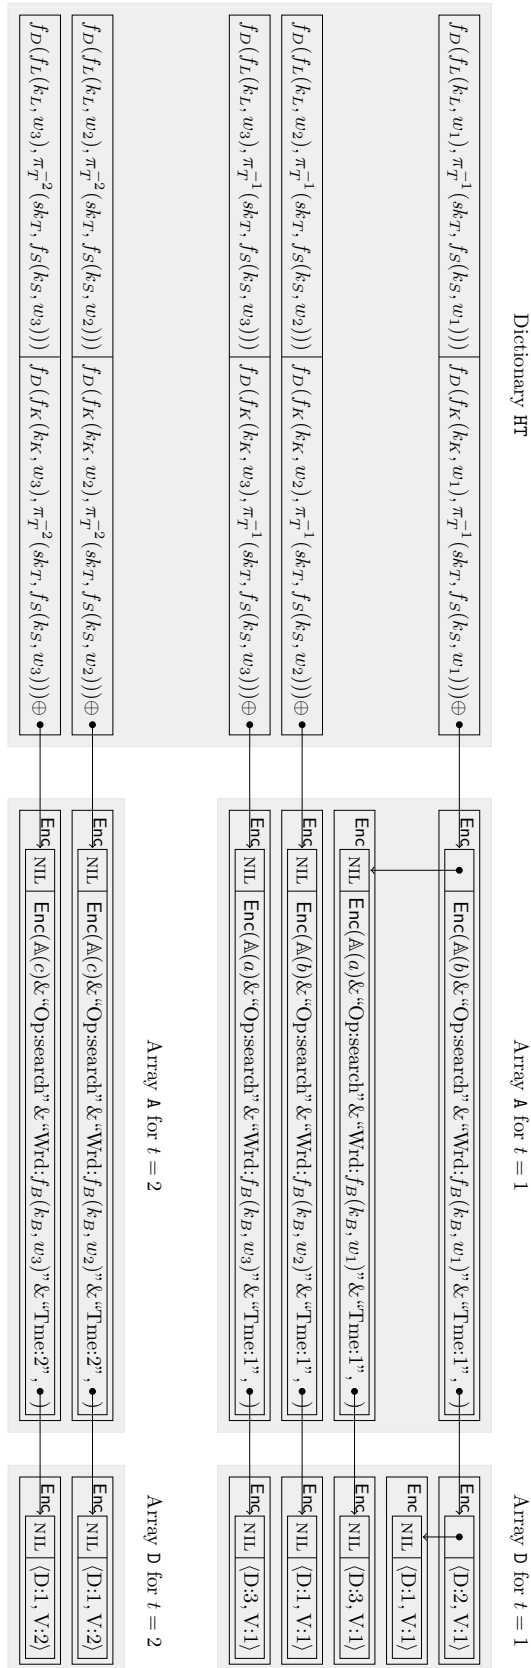 Dictionary HT
f_D(f_L(k_L, w_1), π_T^{-1}(sk_T, f_S(k_S, w_1))) f_D(f_K(k_K, w_1), π_T^{-1}(sk_T, f_S(k_S, w_1)))⊕
f_D(f_L(k_L, w_2), π_T^{-1}(sk_T, f_S(k_S, w_2))) f_D(f_K(k_K, w_2), π_T^{-1}(sk_T, f_S(k_S, w_2)))⊕
f_D(f_L(k_L, w_3), π_T^{-1}(sk_T, f_S(k_S, w_3))) f_D(f_K(k_K, w_3), π_T^{-1}(sk_T, f_S(k_S, w_3)))⊕
f_D(f_L(k_L, w_2), π_T^{-2}(sk_T, f_S(k_S, w_2))) f_D(f_K(k_K, w_2), π_T^{-2}(sk_T, f_S(k_S, w_2)))⊕
f_D(f_L(k_L, w_3), π_T^{-2}(sk_T, f_S(k_S, w_3))) f_D(f_K(k_K, w_3), π_T^{-2}(sk_T, f_S(k_S, w_3)))⊕
Array A for t = 1
Enc Enc(𝔸(b)&“Op:search”&“Wrd:f_B(k_B, w_1)”&“Tme:1”, )
Enc NIL Enc(𝔸(a)&“Op:search”&“Wrd:f_B(k_B, w_1)”&“Tme:1”, )
Enc NIL Enc(𝔸(b)&“Op:search”&“Wrd:f_B(k_B, w_2)”&“Tme:1”, )
Enc NIL Enc(𝔸(a)&“Op:search”&“Wrd:f_B(k_B, w_3)”&“Tme:1”, )
Array A for t = 2
Enc NIL Enc(𝔸(c)&“Op:search”&“Wrd:f_B(k_B, w_2)”&“Tme:2”, )
Enc NIL Enc(𝔸(c)&“Op:search”&“Wrd:f_B(k_B, w_3)”&“Tme:2”, )
Array D for t = 1
Enc ⟨D:2, V:1⟩
Enc NIL ⟨D:1, V:1⟩
Enc NIL ⟨D:3, V:1⟩
Enc NIL ⟨D:1, V:1⟩
Enc NIL ⟨D:3, V:1⟩
Array D for t = 2
Enc NIL ⟨D:1, V:2⟩
Enc NIL ⟨D:1, V:2⟩